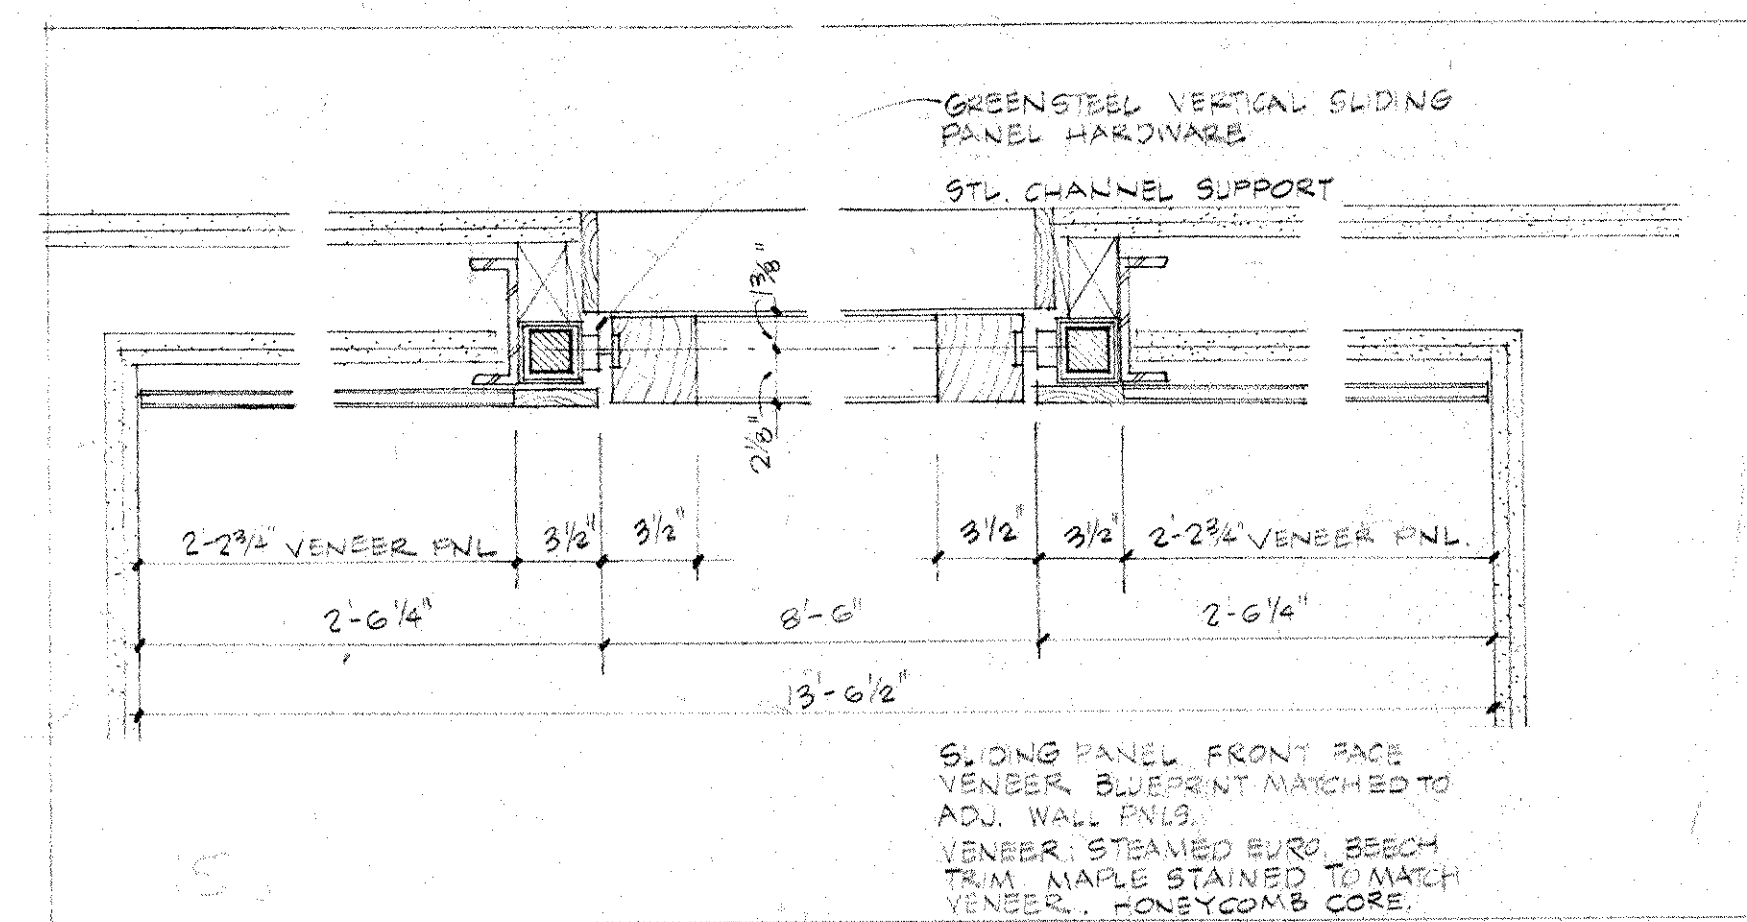 GREENSTEEL VERTICAL SLIDING
PANEL HARDWARE
STL. CHANNEL SUPPORT
1 3/8"
2 1/8"
2'-2 3/4" VENEER PNL
3 1/2"
3 1/2"
3 1/2"
3 1/2"
2'-2 3/4" VENEER PNL.
2'-6 1/4"
8'-6"
2'-6 1/4"
13'-6 1/2"
SLIDING PANEL FRONT FACE
VENEER BLUEPRINT MATCHED TO
ADJ. WALL PNLS.
VENEER: STEAMED EURO. BEECH
TRIM MAPLE STAINED TO MATCH
VENEER. HONEYCOMB CORE.